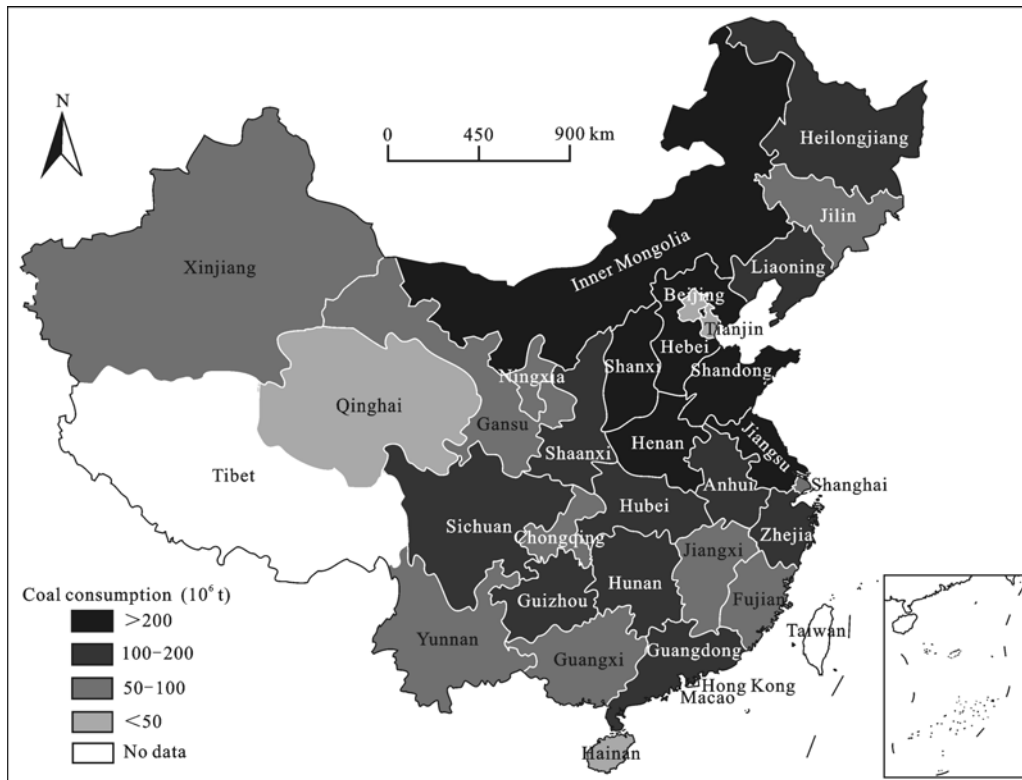 N
0 450 900 km
Heilongjiang
Jilin
Xinjiang
Inner Mongolia
Liaoning
Beijing
Tianjin
Hebei
Shanxi
Shandong
Ningxia
Qinghai
Gansu
Henan
Jiangsu
Shaanxi
Tibet
Anhui
Shanghai
Hubei
Sichuan
Zhejia
Chongqing
Jiangxi
Hunan
Guizhou
Fujian
Coal consumption (10⁶ t)
>200
100-200
50-100
<50
No data
Taiwan
Yunnan
Guangxi
Guangdong
Hong Kong
Macao
Hainan